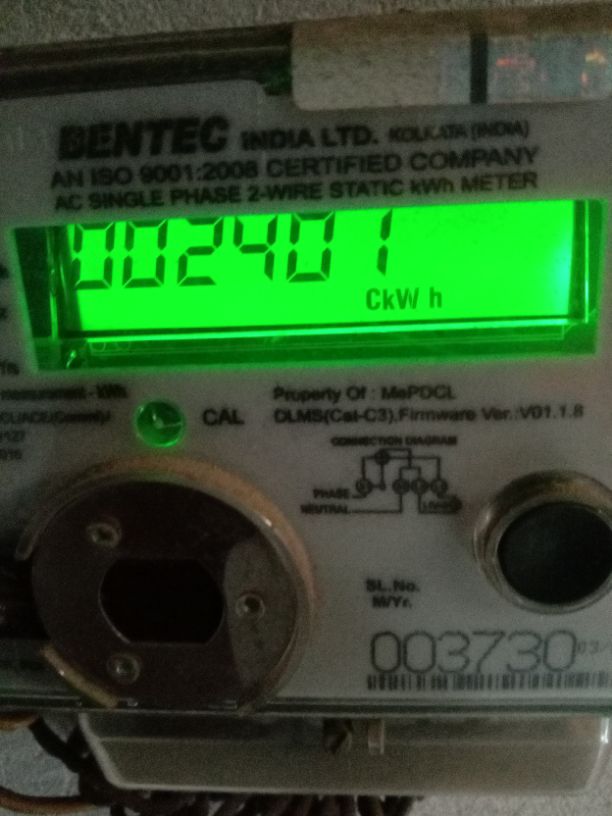 BENTEC INDIA LTD. KOLKATA (INDIA)
AN ISO 9001:2008 CERTIFIED COMPANY
AC SINGLE PHASE 2-WIRE STATIC kWh METER
002401
CkW h
Property Of : MePDCL
CAL
DLMS(Cat-C3),Firmware Ver.:V01.1.8
CONNECTION DIAGRAM
PHASE
NEUTRAL
LOAD
SL.No.
M/Yr.
003730
03/